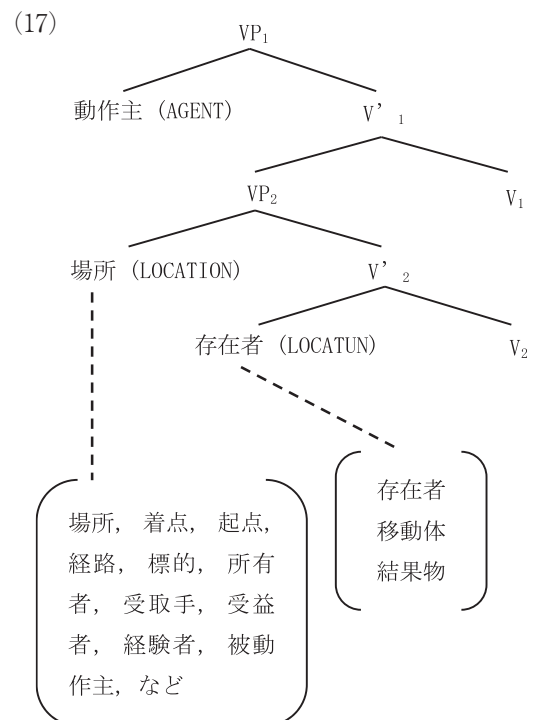 (17)
VP₁
動作主 (AGENT)
V’₁
VP₂
V₁
場所 (LOCATION)
V’₂
存在者 (LOCATUN)
V₂
存在者
移動体
結果物
場所, 着点, 起点,
経路, 標的, 所有
者, 受取手, 受益
者, 経験者, 被動
作主, など